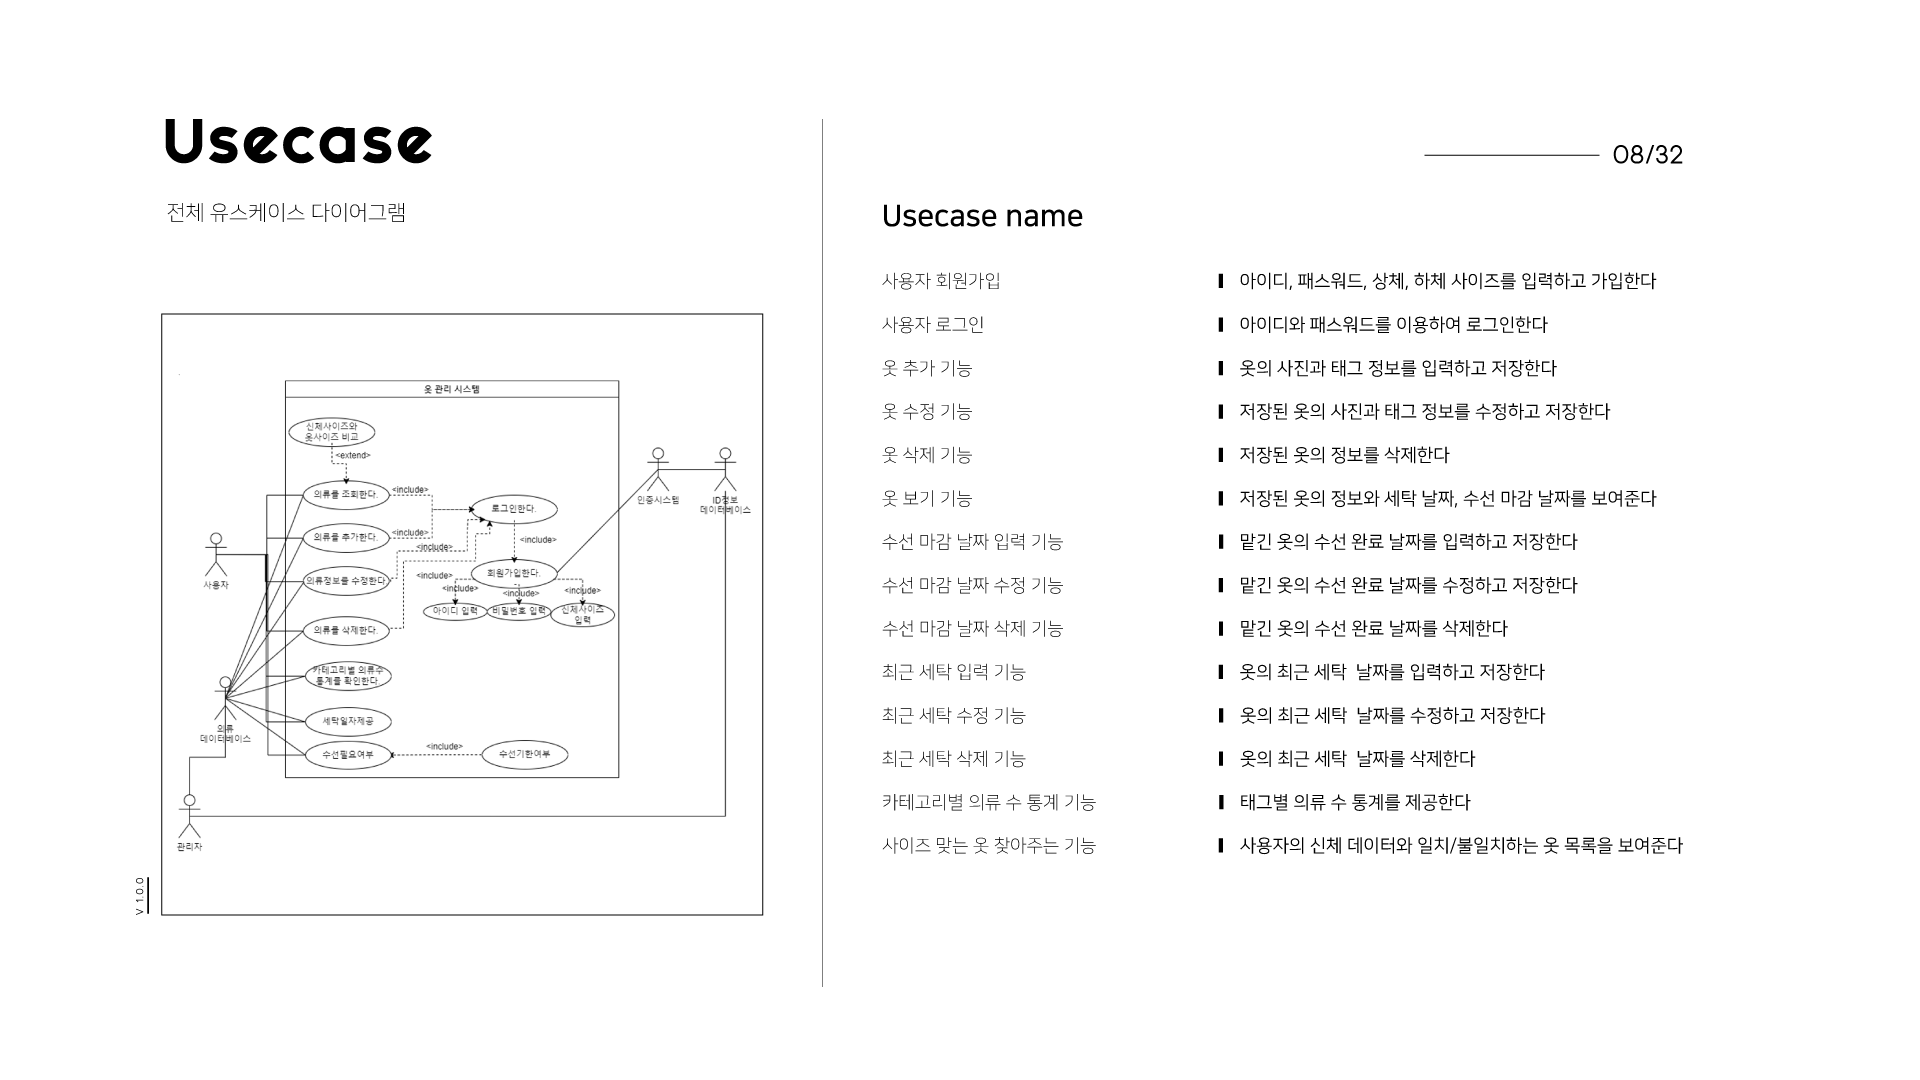 Usecase
전체 유스케이스 다이어그램
옷 관리 시스템
신체사이즈와
옷사이즈 비교
<extend>
의류를 조회한다.
<include>
로그인한다.
의류를 추가한다.
<include>
<include>
<include>
의류정보를 수정한다.
회원가입한다.
<include>
<include>
<include>
<include>
아이디 입력
비밀번호 입력
신체사이즈
입력
의류를 삭제한다.
카테고리별 의류수
통계를 확인한다.
세탁일자제공
수선필요여부
<include>
수선기한여부
사용자
의류
데이터베이스
관리자
인증시스템
ID정보
데이터베이스
V 1.0.0
08/32
Usecase name
사용자 회원가입
아이디, 패스워드, 상체, 하체 사이즈를 입력하고 가입한다
사용자 로그인
아이디와 패스워드를 이용하여 로그인한다
옷 추가 기능
옷의 사진과 태그 정보를 입력하고 저장한다
옷 수정 기능
저장된 옷의 사진과 태그 정보를 수정하고 저장한다
옷 삭제 기능
저장된 옷의 정보를 삭제한다
옷 보기 기능
저장된 옷의 정보와 세탁 날짜, 수선 마감 날짜를 보여준다
수선 마감 날짜 입력 기능
맡긴 옷의 수선 완료 날짜를 입력하고 저장한다
수선 마감 날짜 수정 기능
맡긴 옷의 수선 완료 날짜를 수정하고 저장한다
수선 마감 날짜 삭제 기능
맡긴 옷의 수선 완료 날짜를 삭제한다
최근 세탁 입력 기능
옷의 최근 세탁  날짜를 입력하고 저장한다
최근 세탁 수정 기능
옷의 최근 세탁  날짜를 수정하고 저장한다
최근 세탁 삭제 기능
옷의 최근 세탁  날짜를 삭제한다
카테고리별 의류 수 통계 기능
태그별 의류 수 통계를 제공한다
사이즈 맞는 옷 찾아주는 기능
사용자의 신체 데이터와 일치/불일치하는 옷 목록을 보여준다